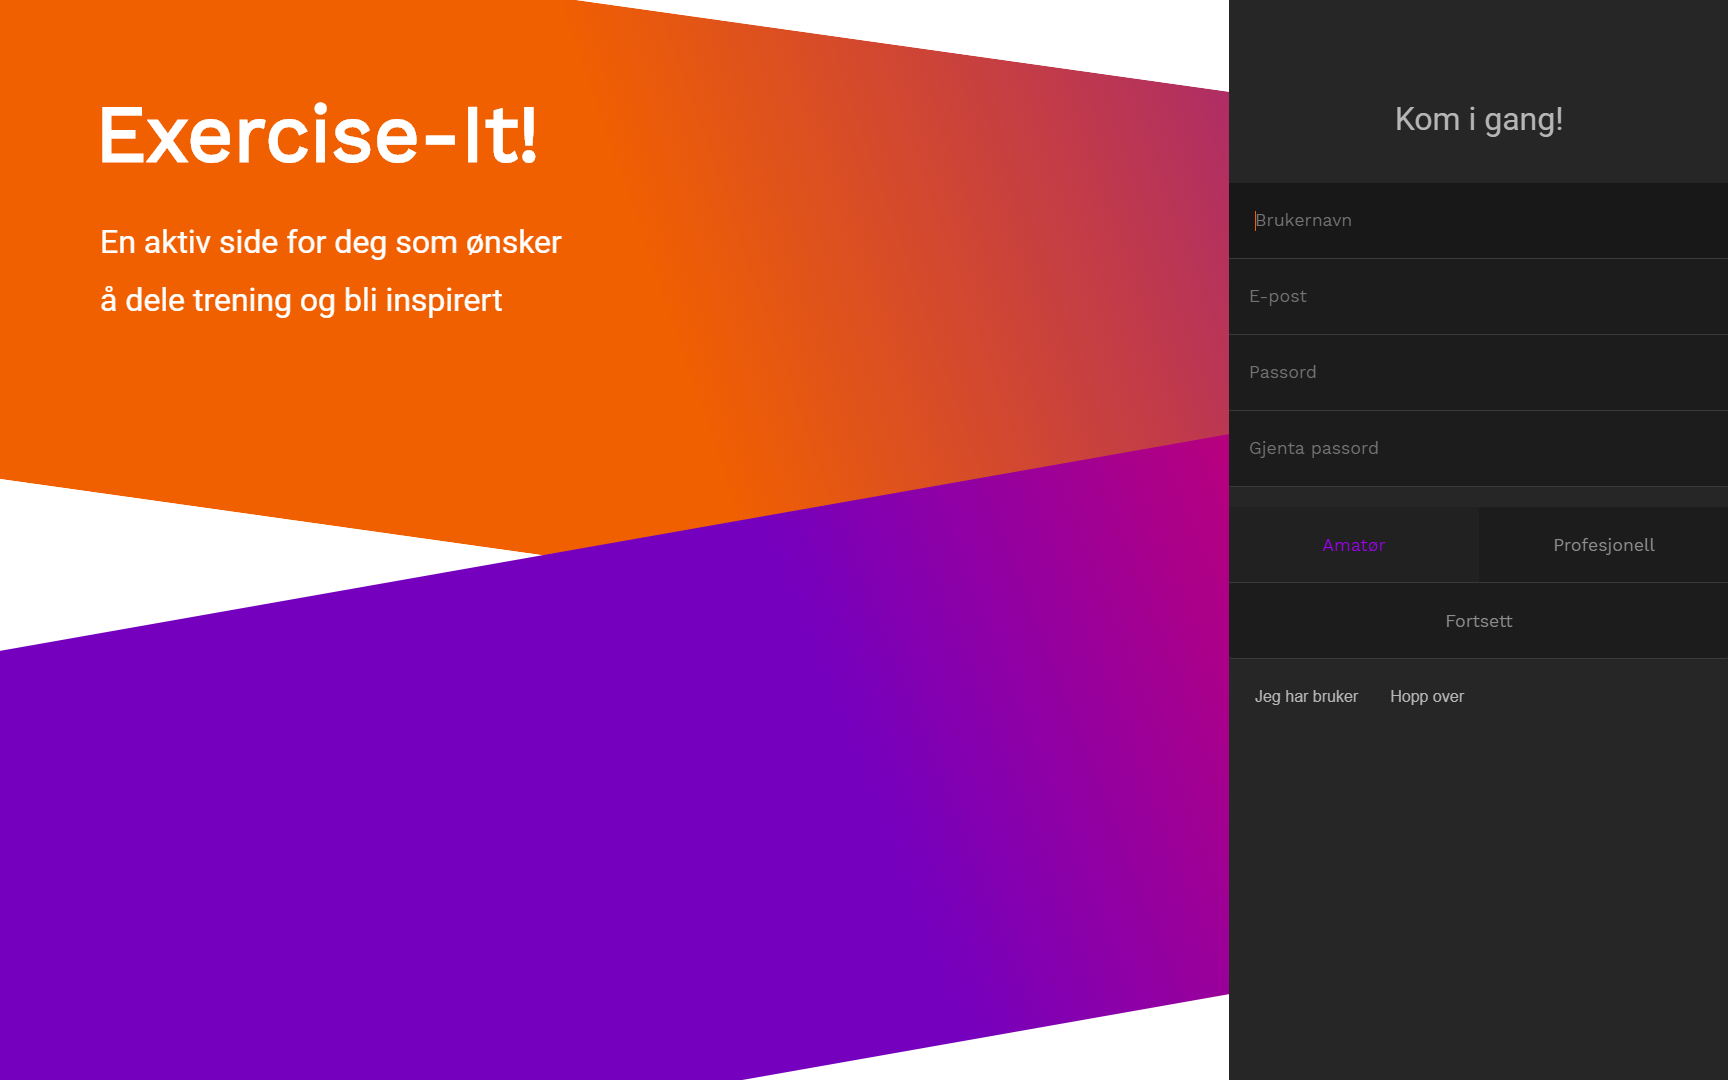 Exercise-It!
En aktiv side for deg som ønsker
å dele trening og bli inspirert
Kom i gang!
Brukernavn
E-post
Passord
Gjenta passord
Amatør Profesjonell
Fortsett
Jeg har bruker Hopp over